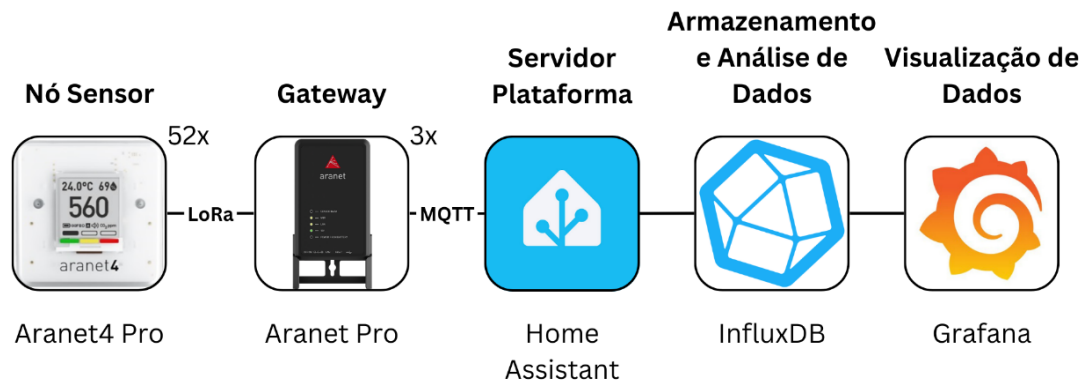 Nó Sensor
52x
24.0°C 69
560
aranet4
Aranet4 Pro
LoRa
Gateway
3x
aranet
Aranet Pro
MQTT
Servidor
Plataforma
Home
Assistant
Armazenamento
e Análise de
Dados
InfluxDB
Visualização de
Dados
Grafana